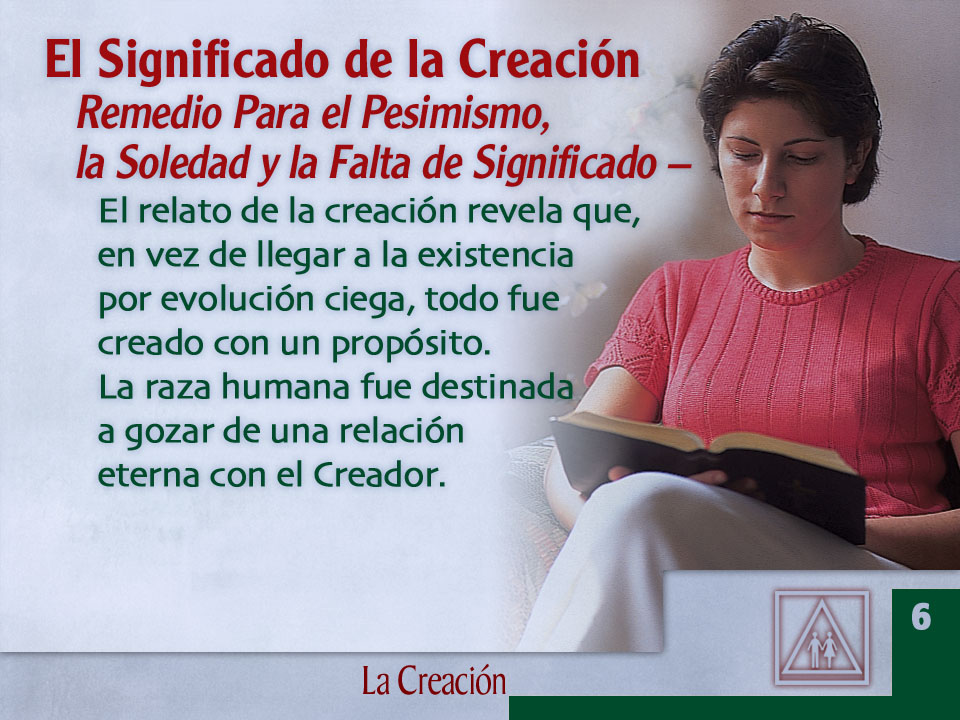 El Significado de la Creación
Remedio Para el Pesimismo,
la Soledad y la Falta de Significado –
El relato de la creación revela que,
en vez de llegar a la existencia
por evolución ciega, todo fue
creado con un propósito.
La raza humana fue destinada
a gozar de una relación
eterna con el Creador.
6
La Creación